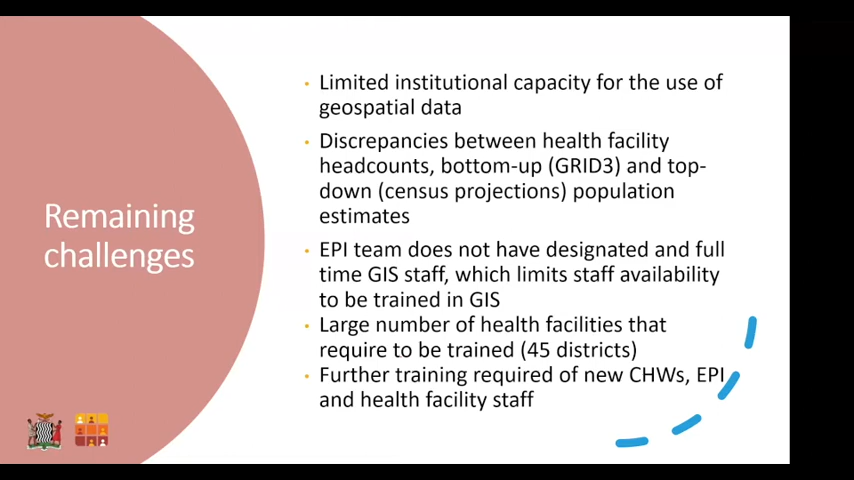 Remaining
challenges
• Limited institutional capacity for the use of
geospatial data
• Discrepancies between health facility
headcounts, bottom-up (GRID3) and top-
down (census projections) population
estimates
• EPI team does not have designated and full
time GIS staff, which limits staff availability
to be trained in GIS
• Large number of health facilities that
require to be trained (45 districts)
• Further training required of new CHWs, EPI
and health facility staff